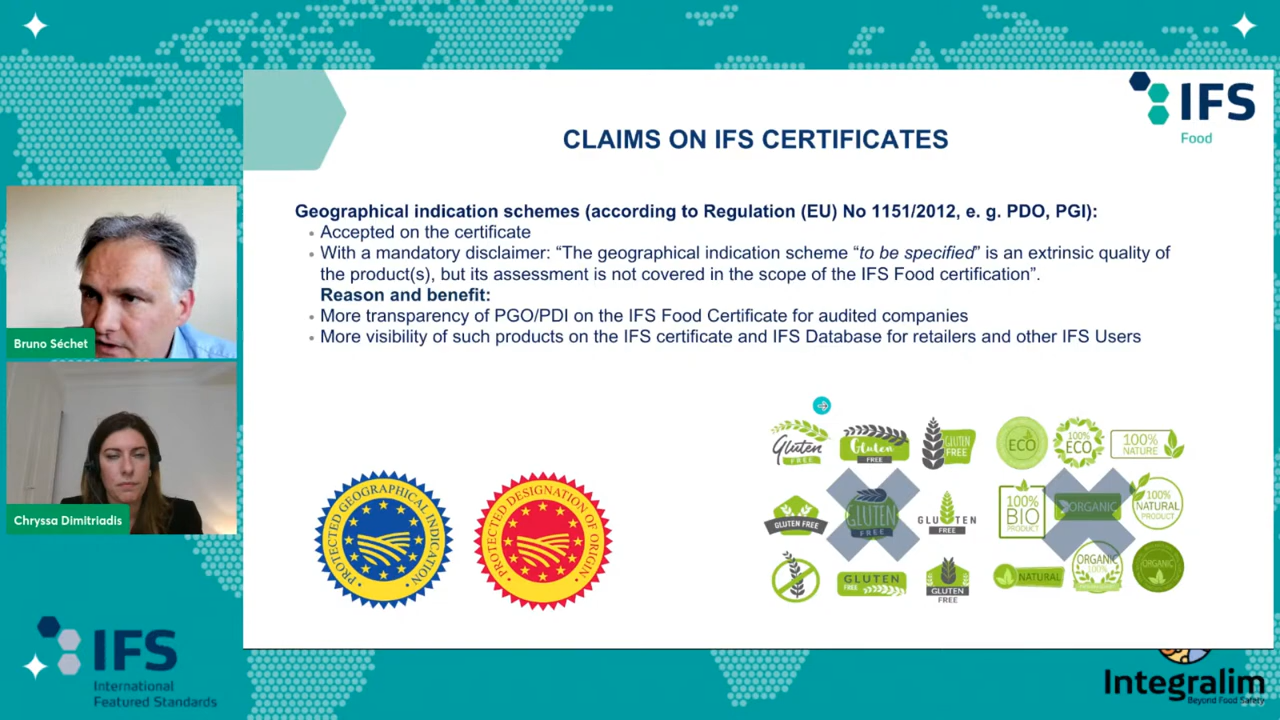 IFS
Food
CLAIMS ON IFS CERTIFICATES
Geographical indication schemes (according to Regulation (EU) No 1151/2012, e. g. PDO, PGI):
Accepted on the certificate
With a mandatory disclaimer: “The geographical indication scheme “to be specified” is an extrinsic quality of
the product(s), but its assessment is not covered in the scope of the IFS Food certification”.
Reason and benefit:
More transparency of PGO/PDI on the IFS Food Certificate for audited companies
More visibility of such products on the IFS certificate and IFS Database for retailers and other IFS Users
Bruno Séchet
Chryssa Dimitriadis
PROTECTED GEOGRAPHICAL INDICATION
PROTECTED DESIGNATION OF ORIGIN
Gluten
FREE
Gluten
FREE
GLUTEN
FREE
ECO
100%
ECO
100%
NATURE
GLUTEN FREE
GLUTEN
FREE
GLUTEN
FREE
100%
BIO
PRODUCT
ORGANIC
100%
NATURAL
PRODUCT
GLUTEN
FREE
GLUTEN
FREE
NATURAL
ORGANIC
100%
ORGANIC
IFS
International
Featured Standards
Integralim
Beyond Food Safety